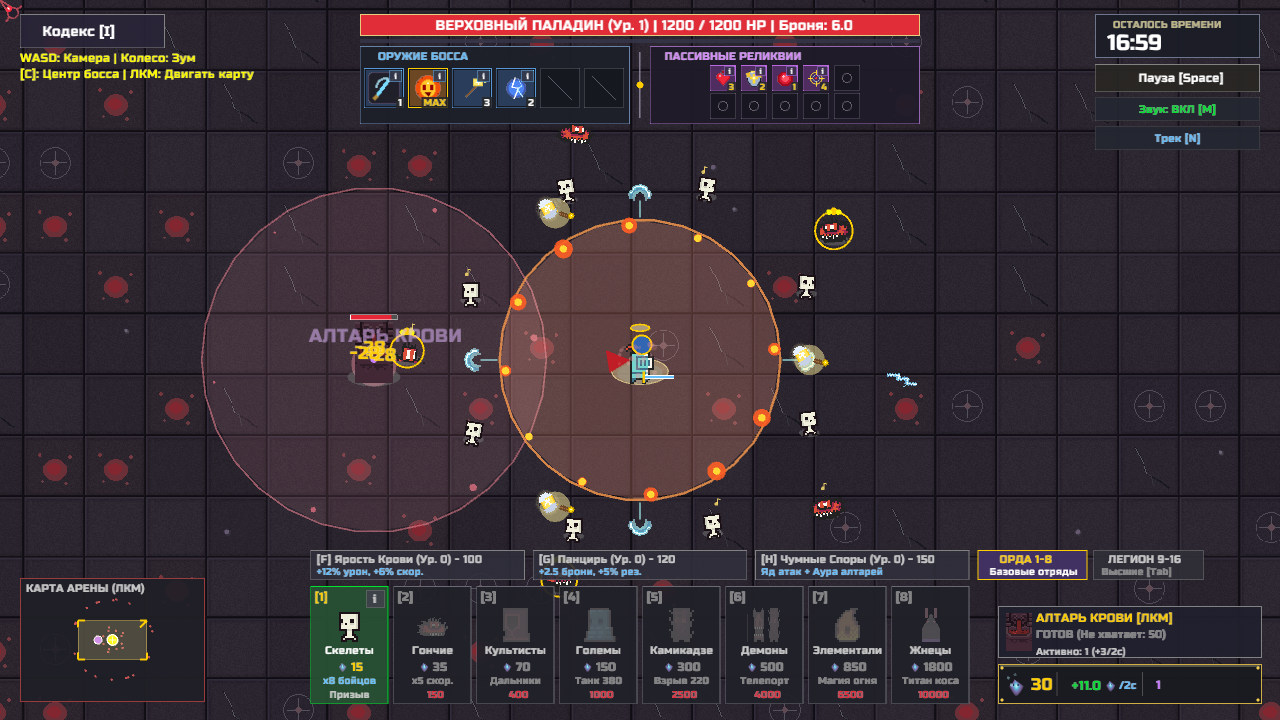 Кодекс [I]
WASD: Камера | Колесо: Зум
[C]: Центр босса | ЛКМ: Двигать карту
ВЕРХОВНЫЙ ПАЛАДИН (Ур. 1) | 1200 / 1200 HP | Броня: 6.0
ОРУЖИЕ БОССА
1
MAX
3
2
ПАССИВНЫЕ РЕЛИКВИИ
3
2
1
4
ОСТАЛОСЬ ВРЕМЕНИ
16:59
Пауза [Space]
Звук: ВКЛ [M]
Трек [N]
АЛТАРЬ КРОВИ
[F] Ярость Крови (Ур. 0) - 100
+12% урон, +6% скор.
[G] Панцирь (Ур. 0) - 120
+2.5 брони, +5% рез.
[H] Чумные Споры (Ур. 0) - 150
Яд атак + Аура алтарей
ОРДА 1-8
Базовые отряды
ЛЕГИОН 9-16
Высшие [Tab]
КАРТА АРЕНЫ (ЛКМ)
[1]
i
Скелеты
15
x8 бойцов
Призыв
[2]
Гончие
35
x5 скор.
150
[3]
Культисты
70
Дальники
400
[4]
Големы
150
Танк 380
1000
[5]
Камикадзе
300
Взрыв 220
2500
[6]
Демоны
500
Телепорт
4000
[7]
Элементали
850
Магия огня
6500
[8]
Жнецы
1800
Титан коса
10000
АЛТАРЬ КРОВИ [ЛКМ]
ГОТОВ (Не хватает: 50)
Активно: 1 (+3/2с)
30
+11.0 /2с
1